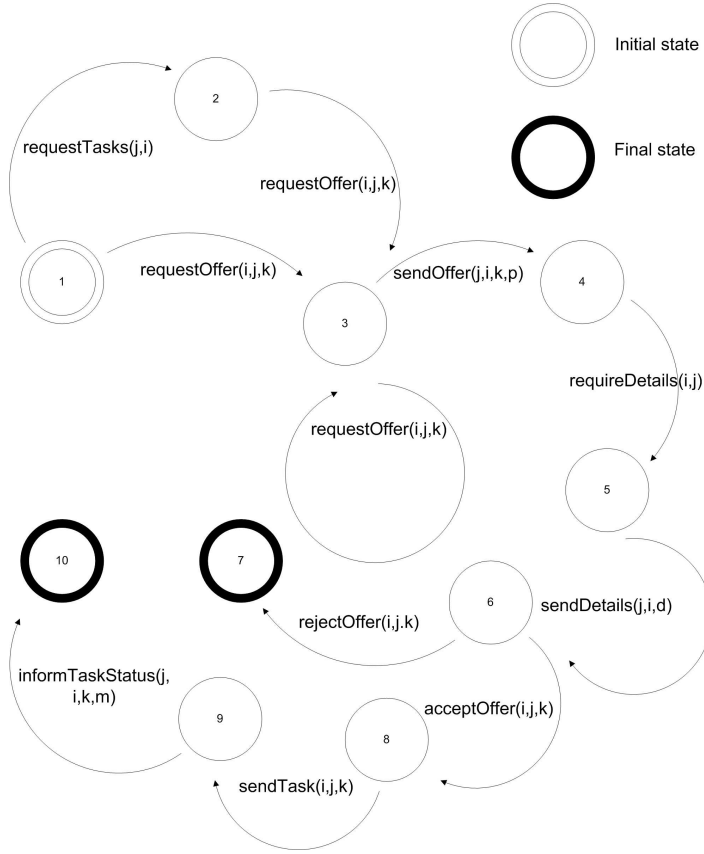 Initial state
2
requestTasks(j,i)
Final state
requestOffer(i,j,k)
requestOffer(i,j,k)
sendOffer(j,i,k,p)
1
4
3
requireDetails(i,j)
requestOffer(i,j,k)
5
10
7
6
sendDetails(j,i,d)
rejectOffer(i,j.k)
informTaskStatus(j,
i,k,m)
acceptOffer(i,j,k)
9
8
sendTask(i,j,k)